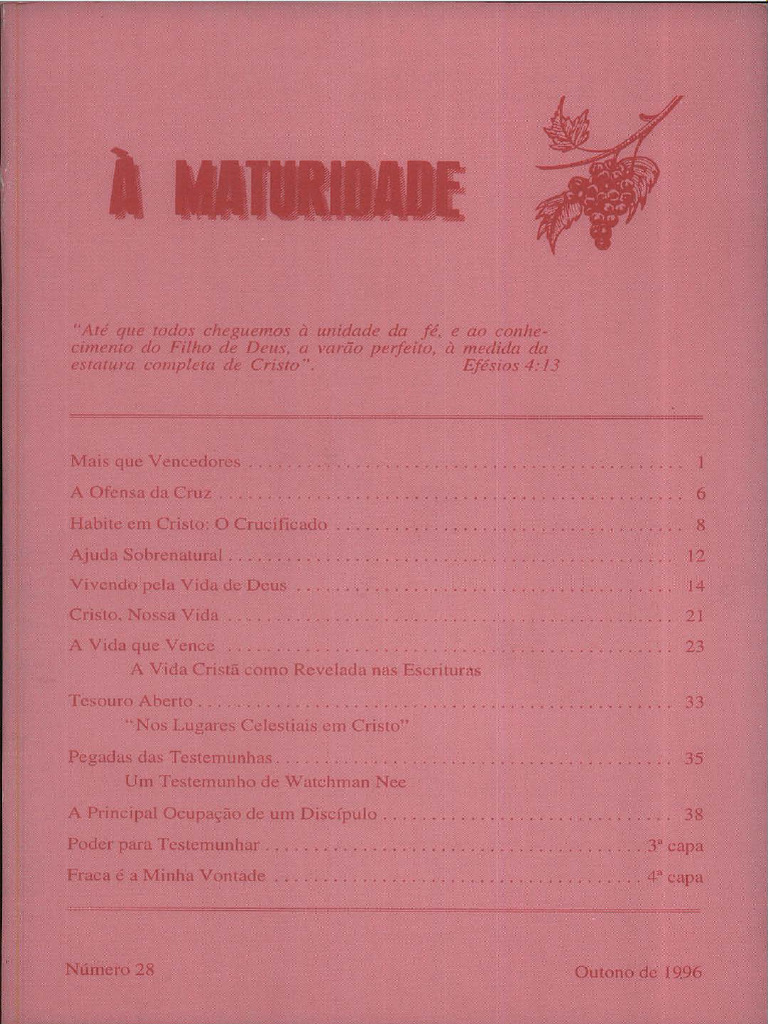 À MATURIDADE
"Até que todos cheguemos à unidade da fé, e ao conhe-
cimento do Filho de Deus, a varão perfeito, à medida da
estatura completa de Cristo". Efésios 4:13
Mais que Vencedores 1
A Ofensa da Cruz 6
Habite em Cristo: O Crucificado 8
Ajuda Sobrenatural 12
Vivendo pela Vida de Deus 14
Cristo, Nossa Vida 21
A Vida que Vence 23
A Vida Cristã como Revelada nas Escrituras
Tesouro Aberto 33
"Nos Lugares Celestiais em Cristo"
Pegadas das Testemunhas 35
Um Testemunho de Watchman Nee
A Principal Ocupação de um Discípulo 38
Poder para Testemunhar 3ª capa
Fraca é a Minha Vontade 4ª capa
Número 28 Outono de 1996